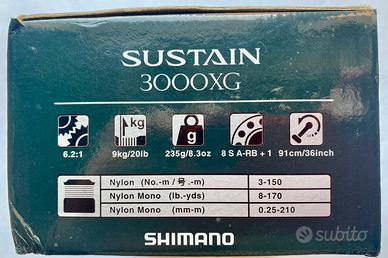 SUSTAIN
3000XG
kg g
6.2:1 9kg/20lb 235g/8.3oz 8 S A-RB + 1 91cm/36inch
Nylon (No.-m / 号.-m) 3-150
Nylon Mono (lb.-yds) 8-170
Nylon Mono (mm-m) 0.25-210
SHIMANO
subito